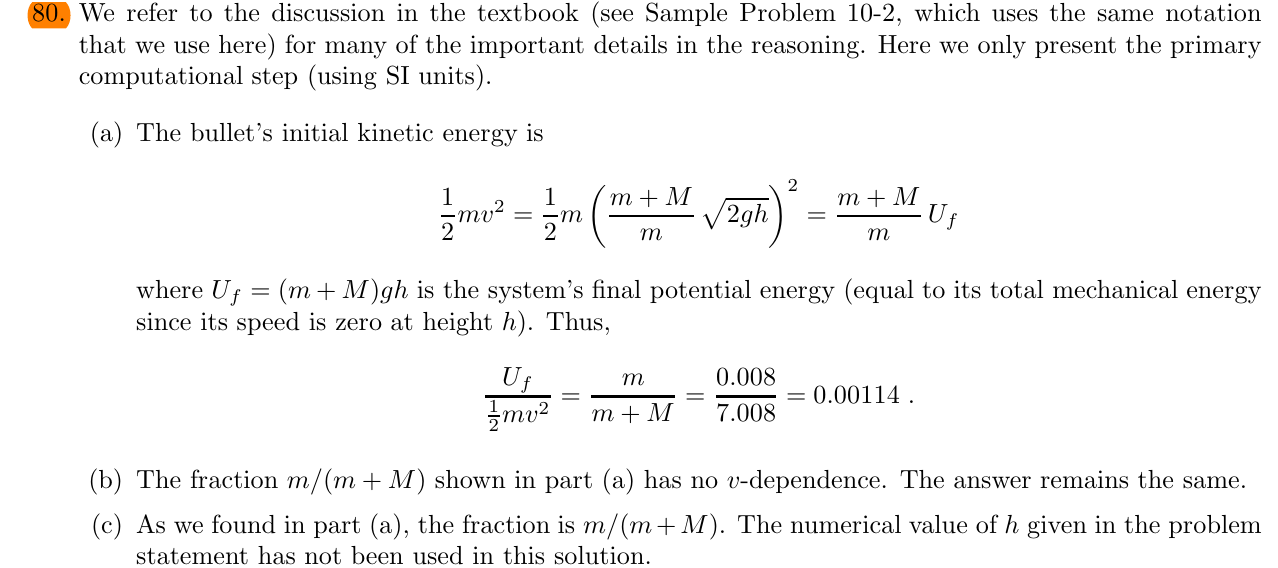 80. We refer to the discussion in the textbook (see Sample Problem 10-2, which uses the same notation
that we use here) for many of the important details in the reasoning. Here we only present the primary
computational step (using SI units).
(a) The bullet's initial kinetic energy is
\frac{1}{2}mv^2 = \frac{1}{2}m\left(\frac{m + M}{m}\sqrt{2gh}\right)^2 = \frac{m + M}{m} U_f
where U_f = (m + M)gh is the system's final potential energy (equal to its total mechanical energy
since its speed is zero at height h). Thus,
\frac{U_f}{\frac{1}{2}mv^2} = \frac{m}{m + M} = \frac{0.008}{7.008} = 0.00114 .
(b) The fraction m/(m + M) shown in part (a) has no v-dependence. The answer remains the same.
(c) As we found in part (a), the fraction is m/(m + M). The numerical value of h given in the problem
statement has not been used in this solution.